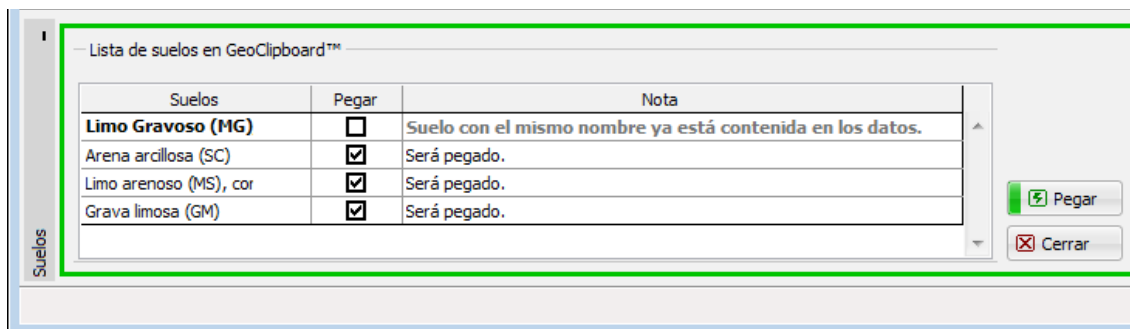 Lista de suelos en GeoClipboard™
Suelos Pegar Nota
Limo Gravoso (MG) Suelo con el mismo nombre ya está contenida en los datos.
Arena arcillosa (SC) Será pegado.
Limo arenoso (MS), cor Será pegado.
Grava limosa (GM) Será pegado.
Pegar
Cerrar
Suelos